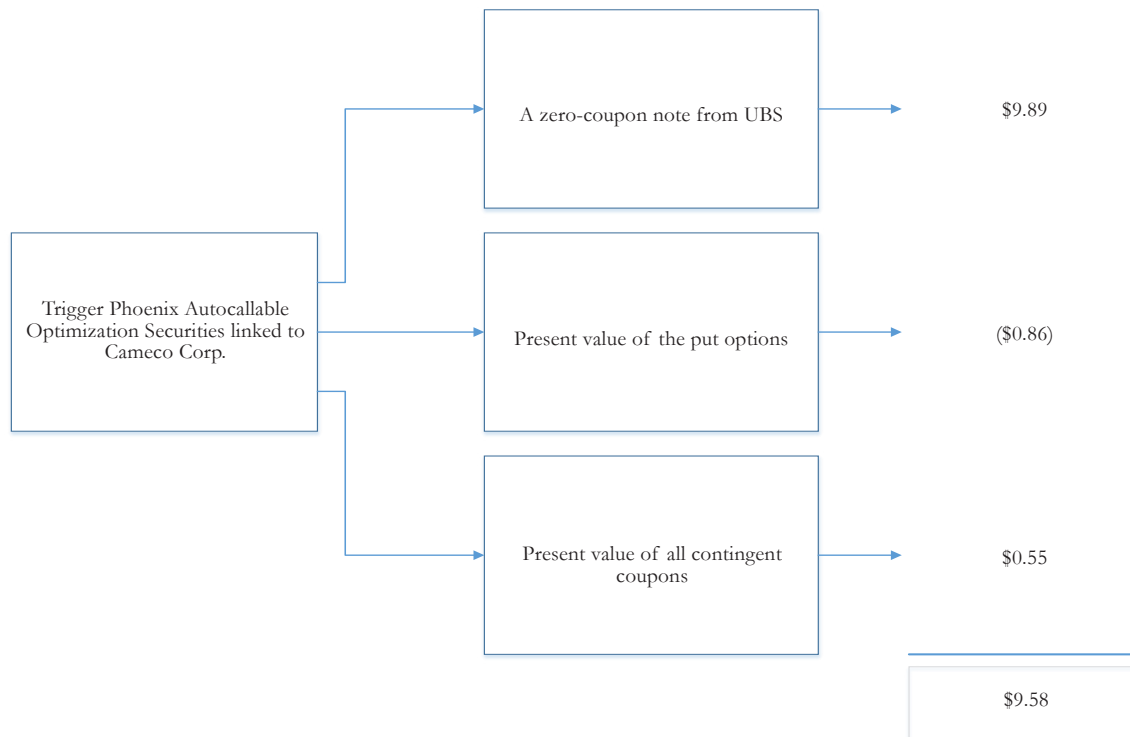 A zero-coupon note from UBS
$9.89
Trigger Phoenix Autocallable
Optimization Securities linked to
Cameco Corp.
Present value of the put options
($0.86)
Present value of all contingent
coupons
$0.55
$9.58